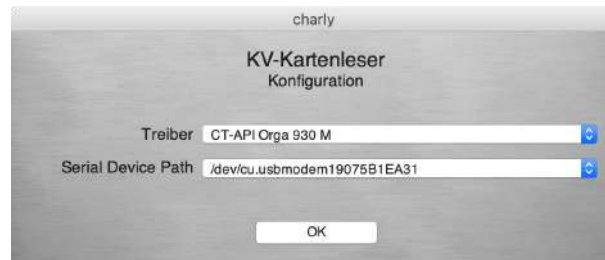 charly
KV-Kartenleser
Konfiguration
Treiber CT-API Orga 930 M
Serial Device Path /dev/cu.usbmodem19075B1EA31
OK